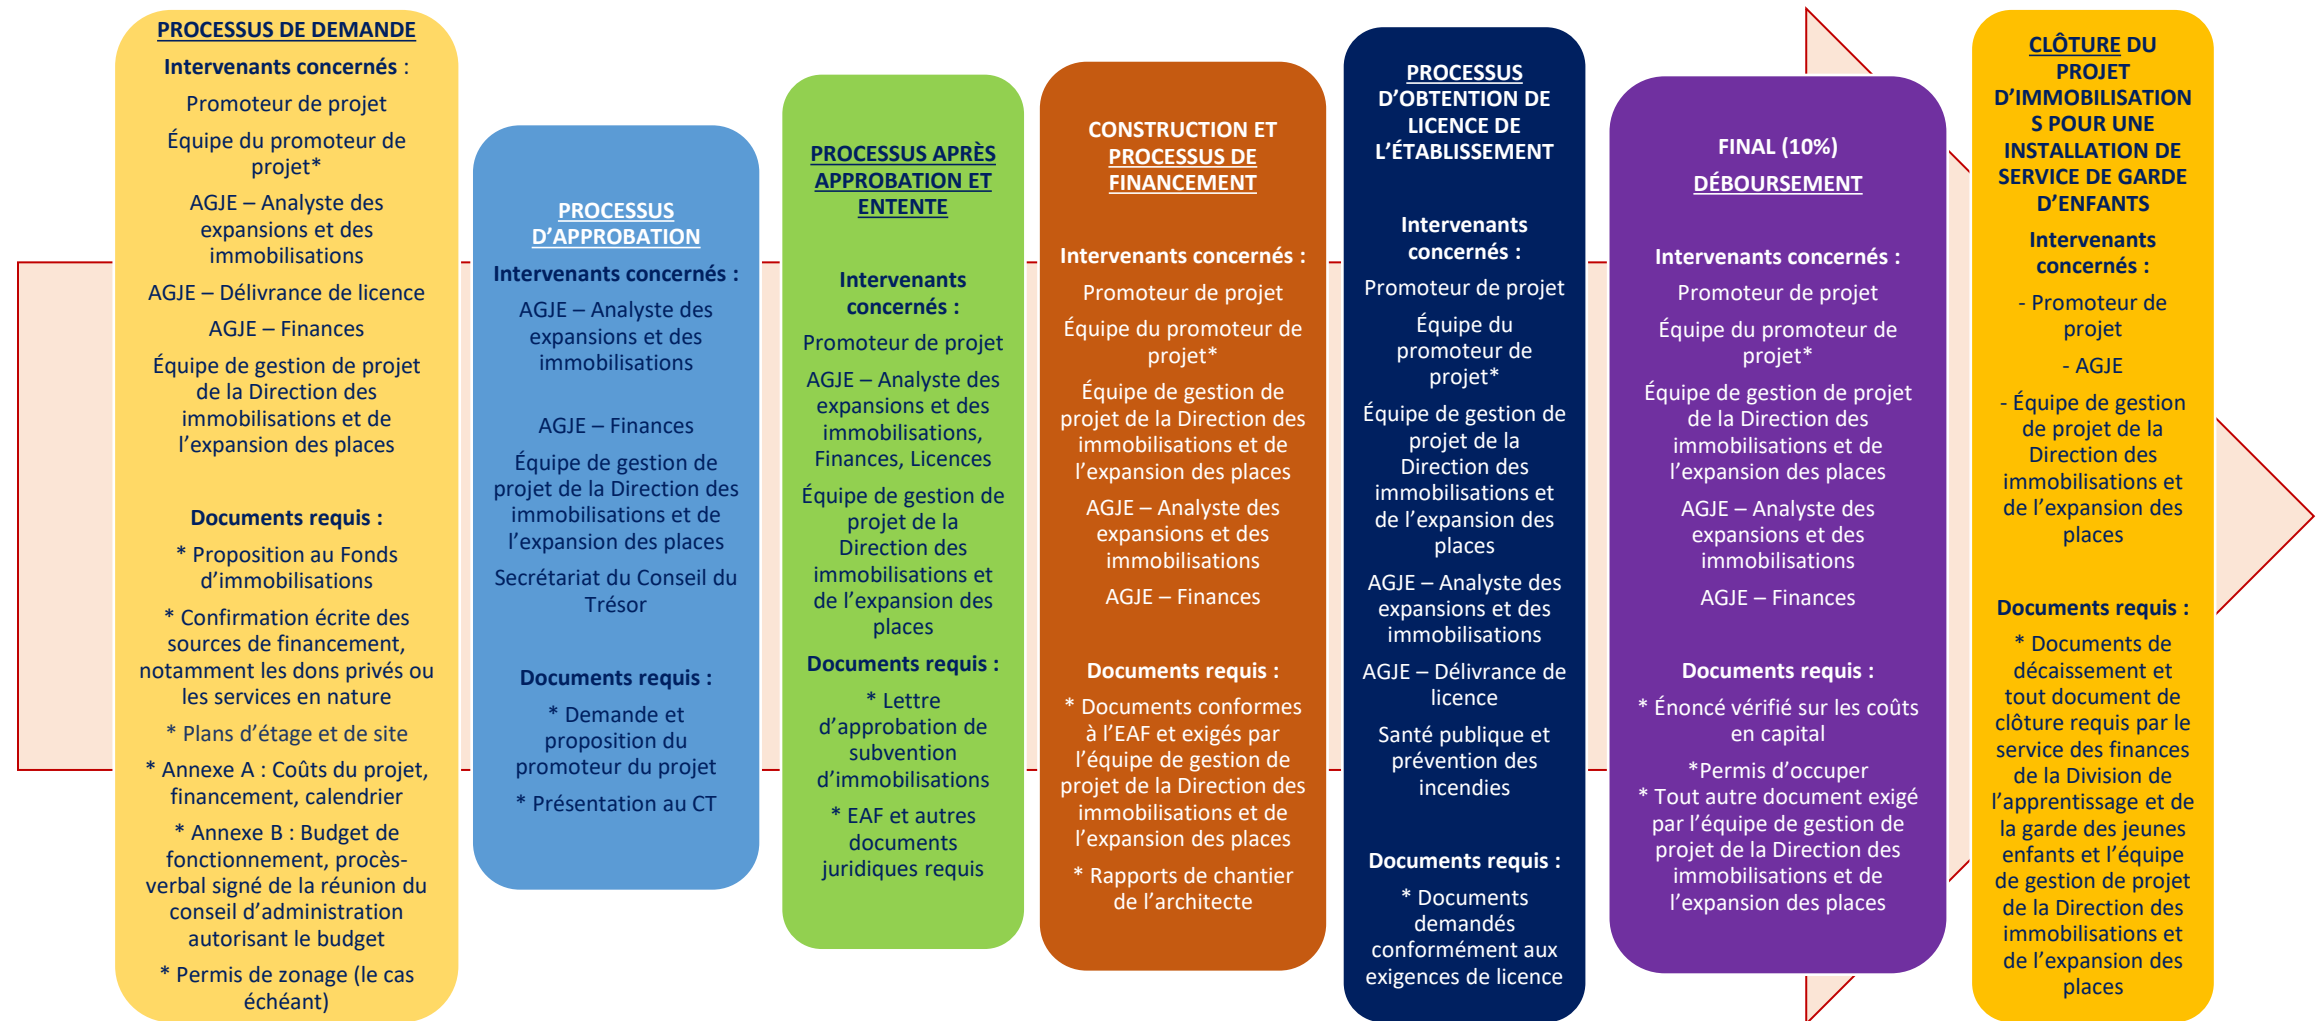 PROCESSUS DE DEMANDE
Intervenants concernés :
Promoteur de projet
Équipe du promoteur de
projet*
AGJE – Analyste des
expansions et des
immobilisations
AGJE – Délivrance de licence
AGJE – Finances
Équipe de gestion de projet
de la Direction des
immobilisations et de
l’expansion des places
Documents requis :
* Proposition au Fonds
d’immobilisations
* Confirmation écrite des
sources de financement,
notamment les dons privés ou
les services en nature
* Plans d’étage et de site
* Annexe A : Coûts du projet,
financement, calendrier
* Annexe B : Budget de
fonctionnement, procès-
verbal signé de la réunion du
conseil d’administration
autorisant le budget
* Permis de zonage (le cas
échéant)
PROCESSUS
D’APPROBATION
Intervenants concernés :
AGJE – Analyste des
expansions et des
immobilisations
AGJE – Finances
Équipe de gestion de
projet de la Direction des
immobilisations et de
l’expansion des places
Secrétariat du Conseil du
Trésor
Documents requis :
* Demande et
proposition du
promoteur du projet
* Présentation au CT
PROCESSUS APRÈS
APPROBATION ET
ENTENTE
Intervenants
concernés :
Promoteur de projet
AGJE – Analyste des
expansions et des
immobilisations,
Finances, Licences
Équipe de gestion de
projet de la
Direction des
immobilisations et
de l’expansion des
places
Documents requis :
* Lettre
d’approbation de
subvention
d’immobilisations
* EAF et autres
documents
juridiques requis
CONSTRUCTION ET
PROCESSUS DE
FINANCEMENT
Intervenants concernés :
Promoteur de projet
Équipe du promoteur de
projet*
Équipe de gestion de
projet de la Direction des
immobilisations et de
l’expansion des places
AGJE – Analyste des
expansions et des
immobilisations
AGJE – Finances
Documents requis :
* Documents conformes
à l’EAF et exigés par
l’équipe de gestion de
projet de la Direction des
immobilisations et de
l’expansion des places
* Rapports de chantier
de l’architecte
PROCESSUS
D’OBTENTION DE
LICENCE DE
L’ÉTABLISSEMENT
Intervenants
concernés :
Promoteur de projet
Équipe du
promoteur de
projet*
Équipe de gestion de
projet de la
Direction des
immobilisations et
de l’expansion des
places
AGJE – Analyste des
expansions et des
immobilisations
AGJE – Délivrance de
licence
Santé publique et
prévention des
incendies
Documents requis :
* Documents
demandés
conformément aux
exigences de licence
FINAL (10%)
DÉBOURSEMENT
Intervenants concernés :
Promoteur de projet
Équipe du promoteur de
projet*
Équipe de gestion de projet
de la Direction des
immobilisations et de
l’expansion des places
AGJE – Analyste des
expansions et des
immobilisations
AGJE – Finances
Documents requis :
* Énoncé vérifié sur les coûts
en capital
*Permis d’occuper
* Tout autre document exigé
par l’équipe de gestion de
projet de la Direction des
immobilisations et de
l’expansion des places
CLÔTURE DU
PROJET
D’IMMOBILISATION
S POUR UNE
INSTALLATION DE
SERVICE DE GARDE
D’ENFANTS
Intervenants
concernés :
- Promoteur de
projet
- AGJE
- Équipe de gestion
de projet de la
Direction des
immobilisations et
de l’expansion des
places
Documents requis :
* Documents de
décaissement et
tout document de
clôture requis par le
service des finances
de la Division de
l’apprentissage et de
la garde des jeunes
enfants et l’équipe
de gestion de projet
de la Direction des
immobilisations et
de l’expansion des
places